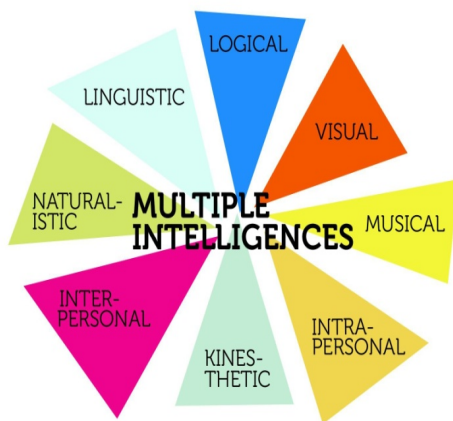 LOGICAL
LINGUISTIC
VISUAL
NATURAL-
ISTIC
MULTIPLE
INTELLIGENCES
MUSICAL
INTER-
PERSONAL
INTRA-
PERSONAL
KINES-
THETIC